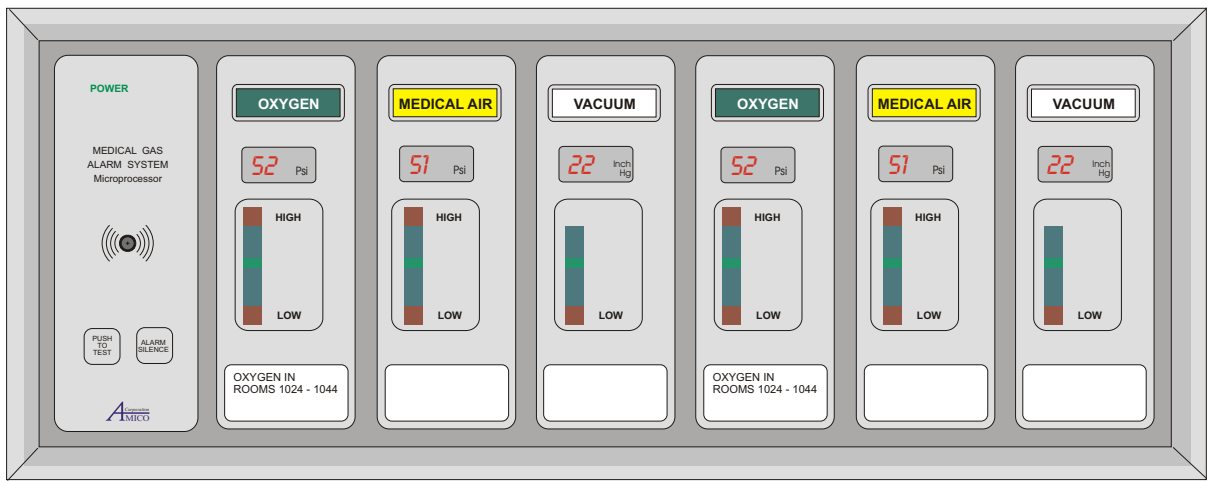 POWER
MEDICAL GAS
ALARM SYSTEM
Microprocessor
PUSH
TO
TEST
ALARM
SILENCE
Corporation
AMICO
OXYGEN
52 Psi
HIGH
LOW
OXYGEN IN
ROOMS 1024 - 1044
MEDICAL AIR
51 Psi
HIGH
LOW
VACUUM
22 Inch
Hg
LOW
OXYGEN
52 Psi
HIGH
LOW
OXYGEN IN
ROOMS 1024 - 1044
MEDICAL AIR
51 Psi
HIGH
LOW
VACUUM
22 Inch
Hg
LOW